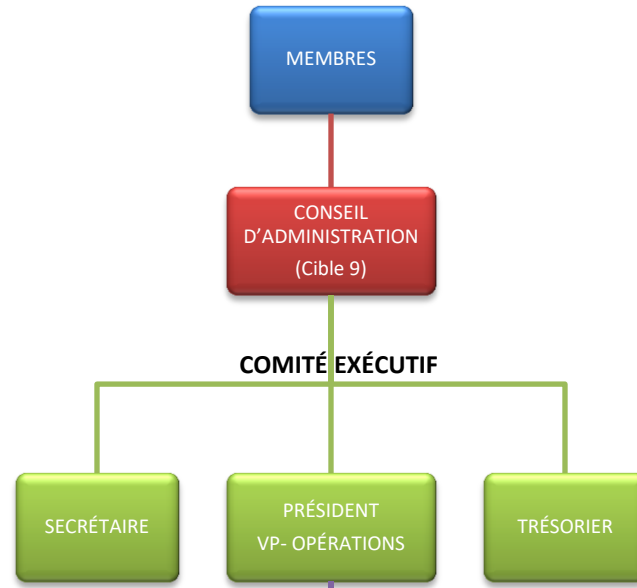 MEMBRES
CONSEIL
D'ADMINISTRATION
(Cible 9)
COMITÉ EXÉCUTIF
SECRÉTAIRE
PRÉSIDENT
VP- OPÉRATIONS
TRÉSORIER